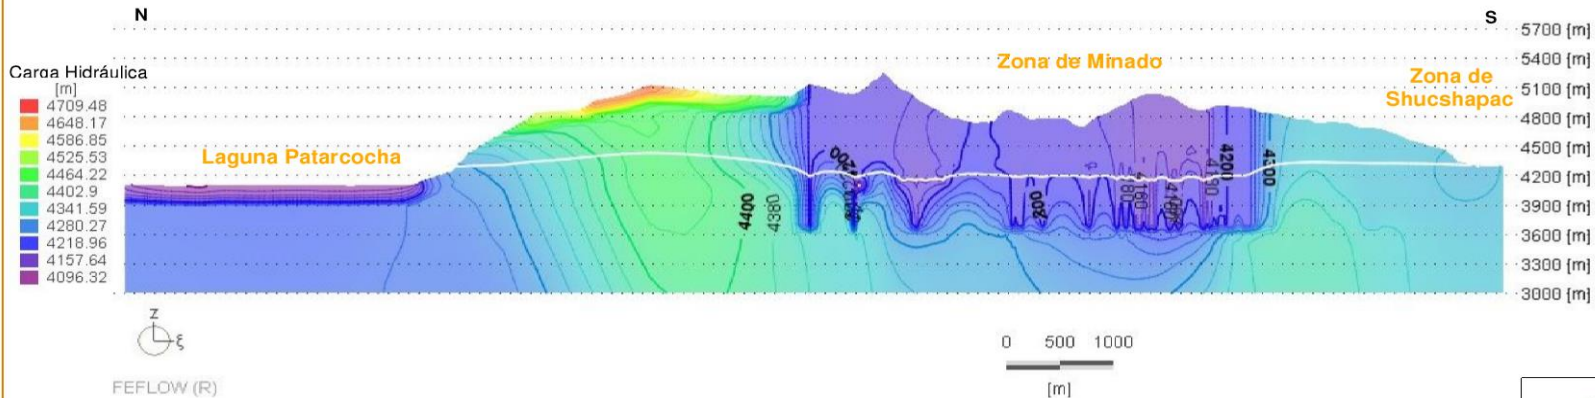 N
S
5700 [m]
Zona de Minado
5400 [m]
Carga Hidráulica
Zona de
Shucshapac
[m]
5100 [m]
4709.48
4648.17
4800 [m]
4586.85
4525.53
Laguna Patarcocha
4500 [m]
4464.22
4200
4300
4200 [m]
4402.9
4341.59
4400
4380
3900 [m]
4280.27
4218.96
3600 [m]
4157.64
3300 [m]
4096.32
3000 [m]
Z
ξ
0 500 1000
[m]
FEFLOW (R)